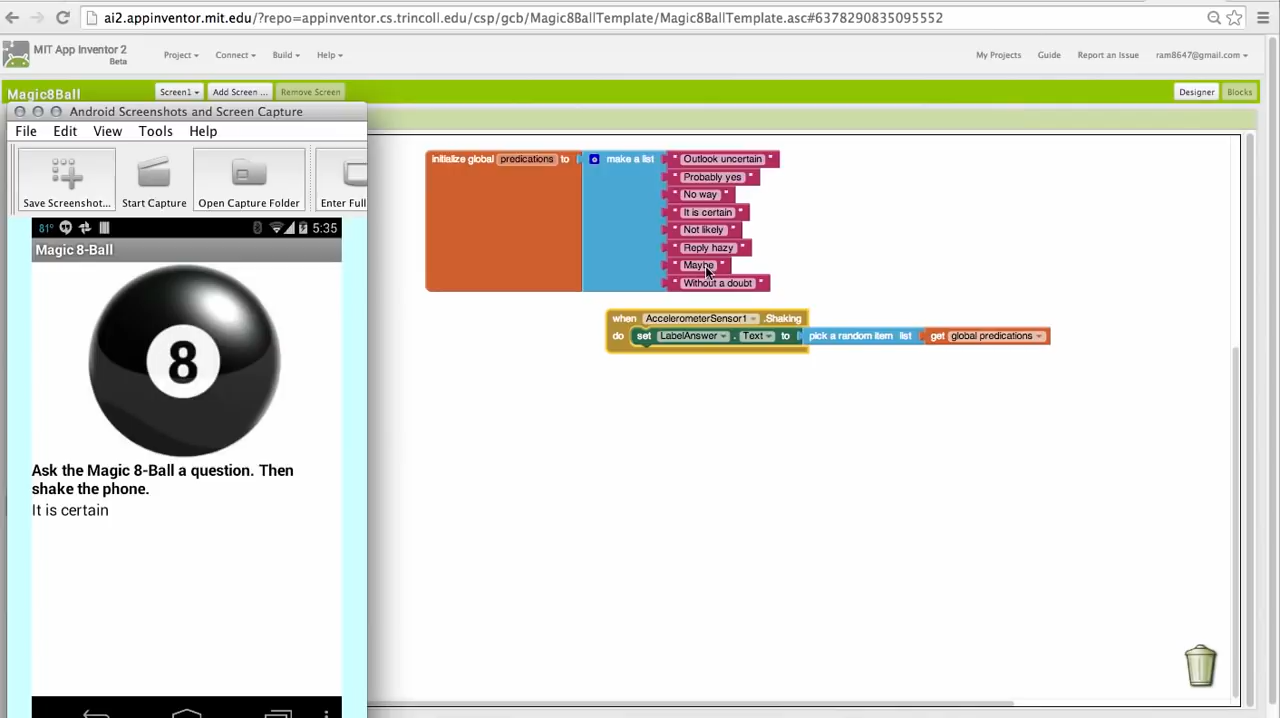 ai2.appinventor.mit.edu/?repo=appinventor.cs.trincoll.edu/csp/gcb/Magic8BallTemplate/Magic8BallTemplate.asc#6378290835095552
MIT App Inventor 2
Beta
Project Connect Build Help
My Projects Guide Report an Issue ram8647@gmail.com
Magic8Ball
Screen1 Add Screen ... Remove Screen
Designer Blocks
Android Screenshots and Screen Capture
File Edit View Tools Help
Save Screenshot... Start Capture Open Capture Folder Enter Full
81° 5:35
Magic 8-Ball
8
Ask the Magic 8-Ball a question. Then
shake the phone.
It is certain
initialize global predications to make a list " Outlook uncertain "
" Probably yes "
" No way "
" It is certain "
" Not likely "
" Reply hazy "
" Maybe "
" Without a doubt "
when AccelerometerSensor1 .Shaking
do set LabelAnswer . Text to pick a random item list get global predications